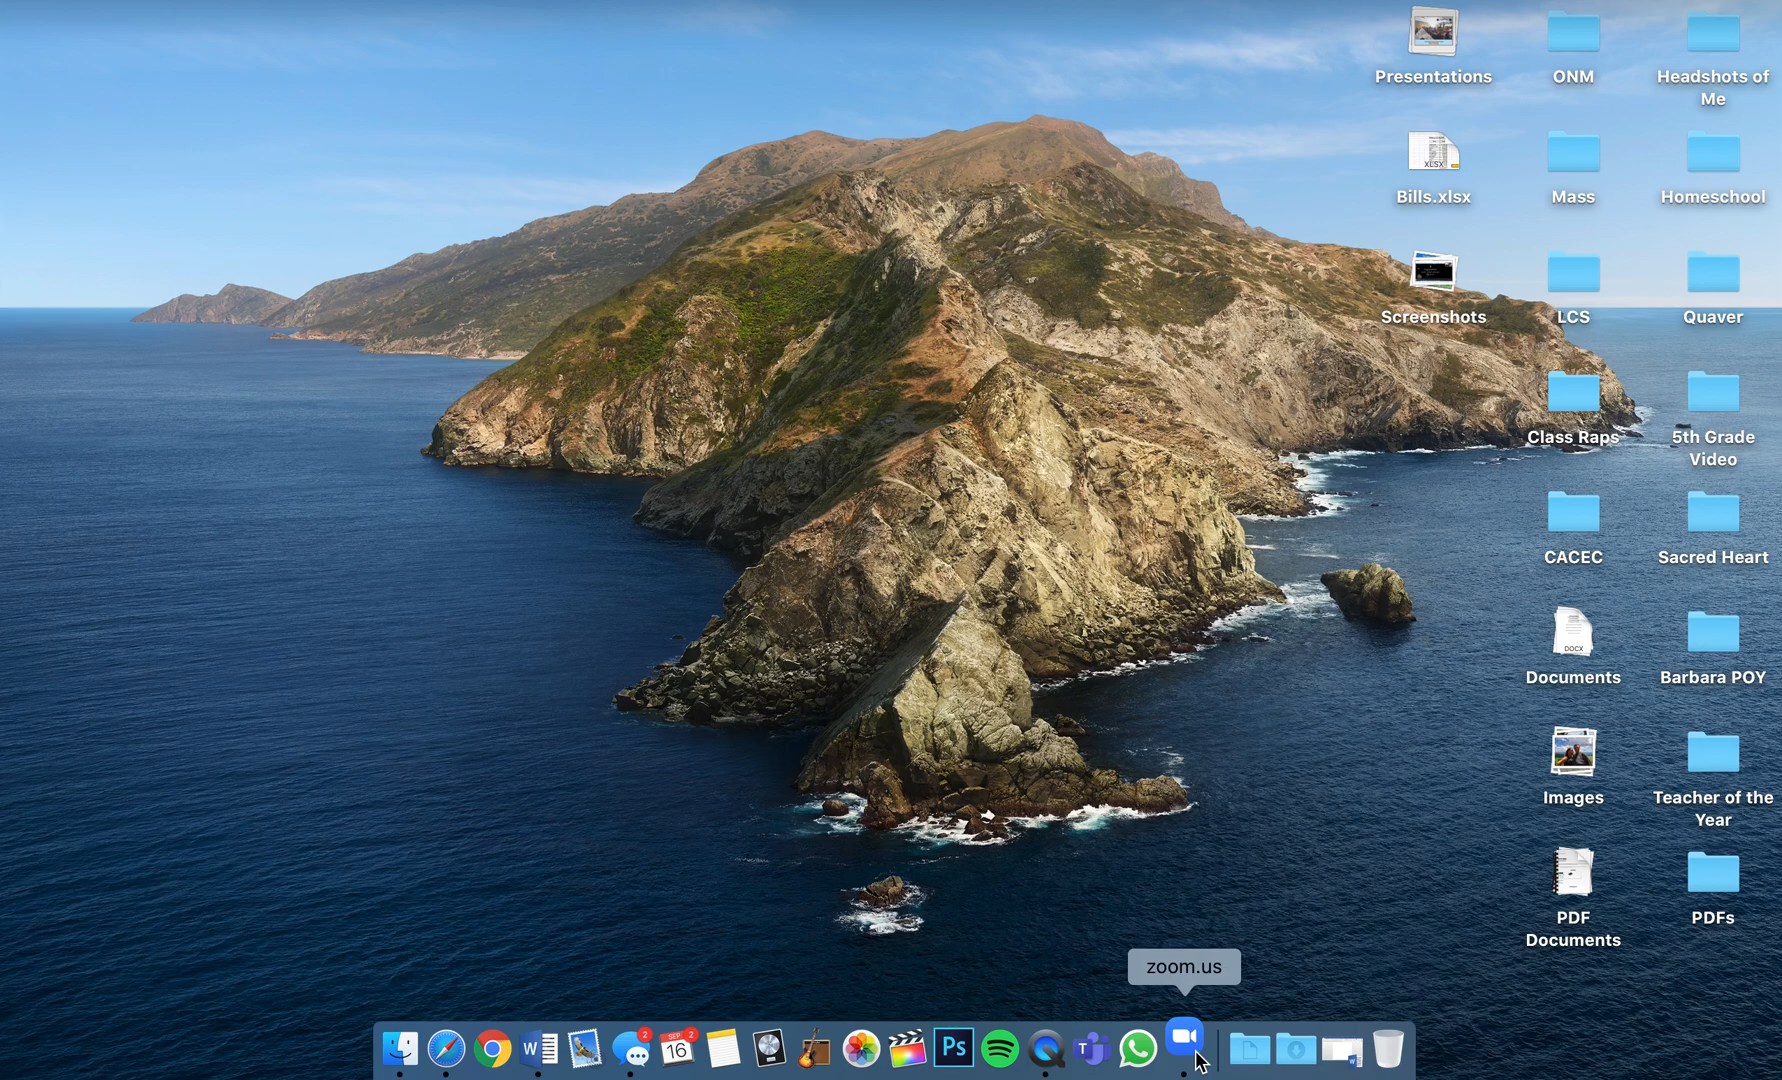 Presentations
ONM
Headshots of
Me
XLSX
Bills.xlsx
Mass
Homeschool
Screenshots
LCS
Quaver
Class Raps
5th Grade
Video
CACEC
Sacred Heart
DOCX
Documents
Barbara POY
Images
Teacher of the
Year
PDF
Documents
PDFs
zoom.us
W
2
SEP
2
16
Ps
T